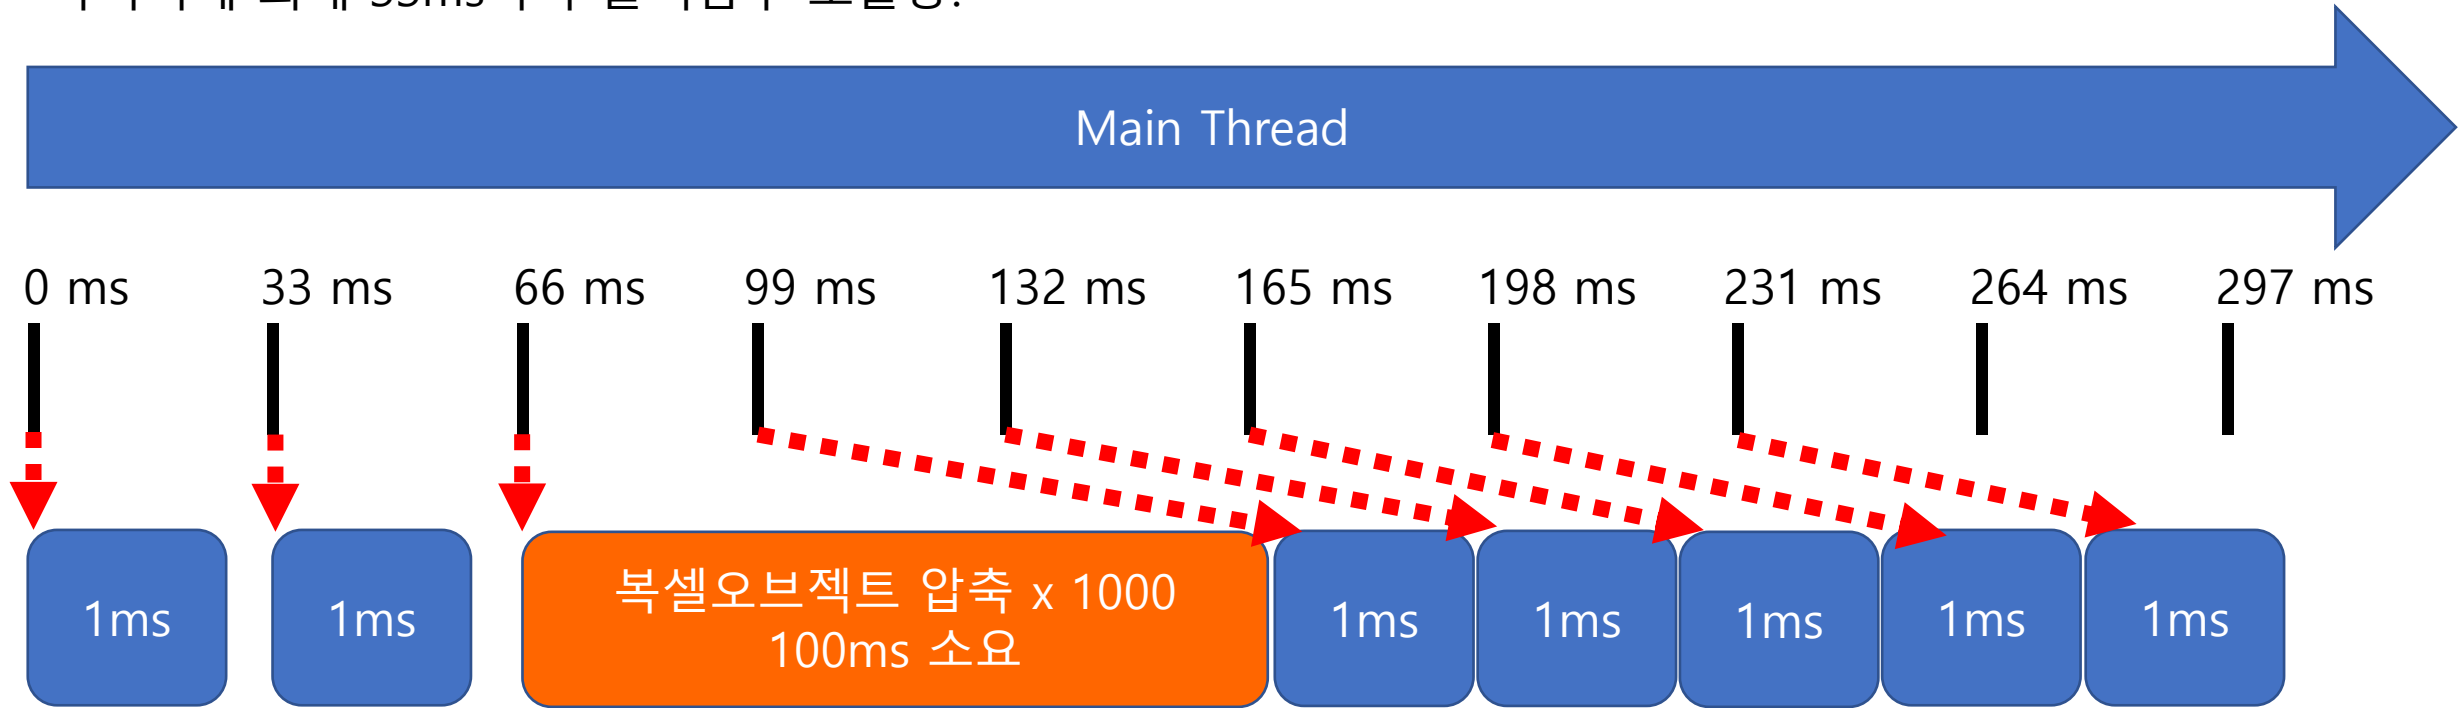 33ms
Main Thread
0 ms 33 ms 66 ms 99 ms 132 ms 165 ms 198 ms 231 ms 264 ms 297 ms
1ms 1ms 복셀오브젝트 압축 x 1000 1ms 1ms 1ms 1ms 1ms
100ms 소요